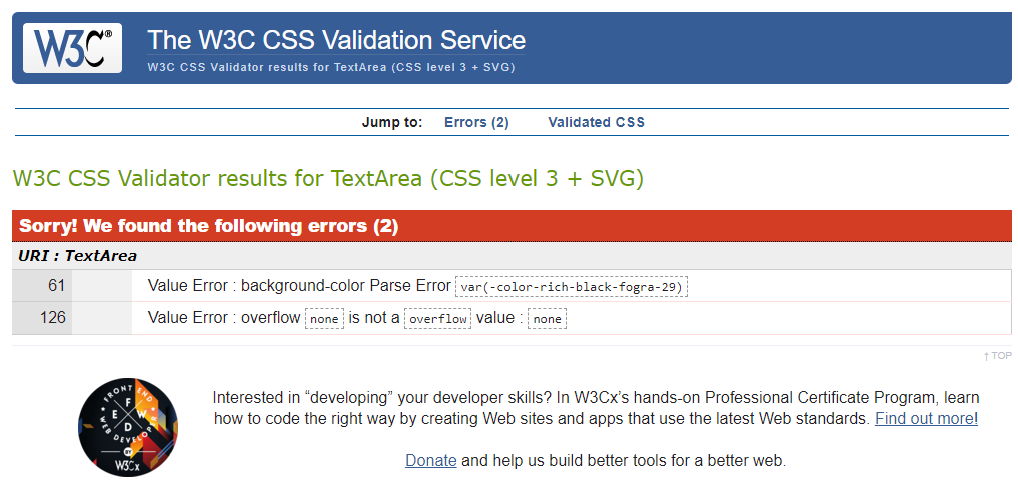 W3C®
The W3C CSS Validation Service
W3C CSS Validator results for TextArea (CSS level 3 + SVG)
Jump to: Errors (2) Validated CSS
W3C CSS Validator results for TextArea (CSS level 3 + SVG)
Sorry! We found the following errors (2)
URI : TextArea
61 Value Error : background-color Parse Error var(-color-rich-black-fogra-29)
126 Value Error : overflow none is not a overflow value : none
↑ TOP
FRONT END
E F W D
WEB DEVELOPER
BY
W3Cx
Interested in “developing” your developer skills? In W3Cx’s hands-on Professional Certificate Program, learn
how to code the right way by creating Web sites and apps that use the latest Web standards. Find out more!
Donate and help us build better tools for a better web.